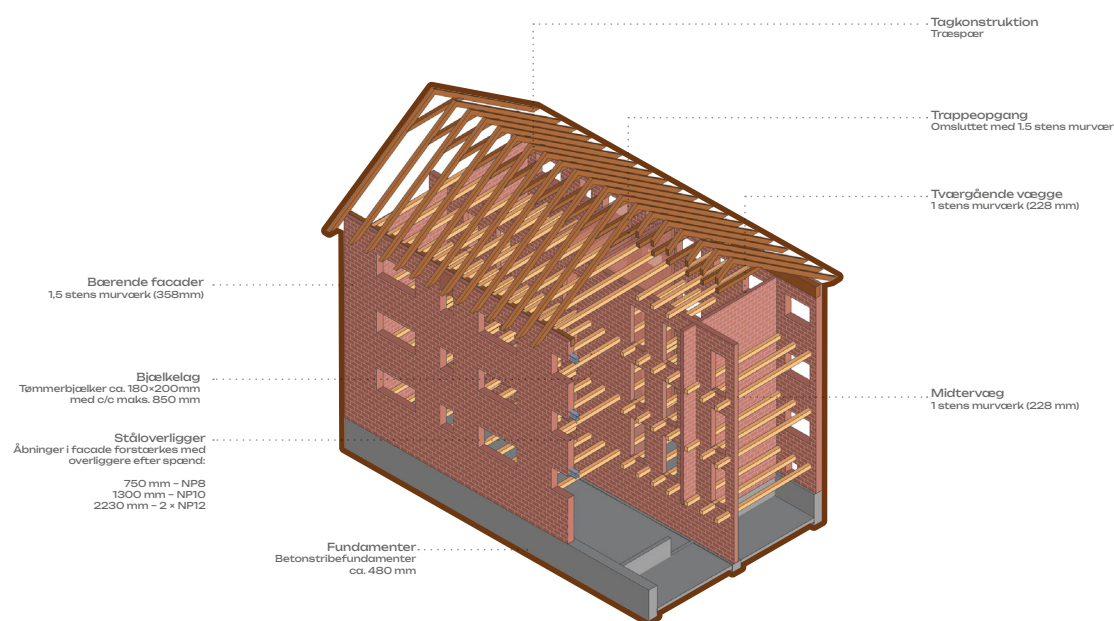 Tagkonstruktion
Træspær
Trappeopgang
Omsluttet med 1.5 stens murvær
Tværgående vægge
1 stens murværk (228 mm)
Bærende facader
1,5 stens murværk (358mm)
Bjælkelag
Tømmerbjælker ca. 180×200mm
med c/c maks. 850 mm
Midtervæg
1 stens murværk (228 mm)
Ståloverligger
Åbninger i facade forstærkes med
overliggere efter spænd:
750 mm – NP8
1300 mm – NP10
2230 mm – 2 × NP12
Fundamenter
Betonstribefundamenter
ca. 480 mm